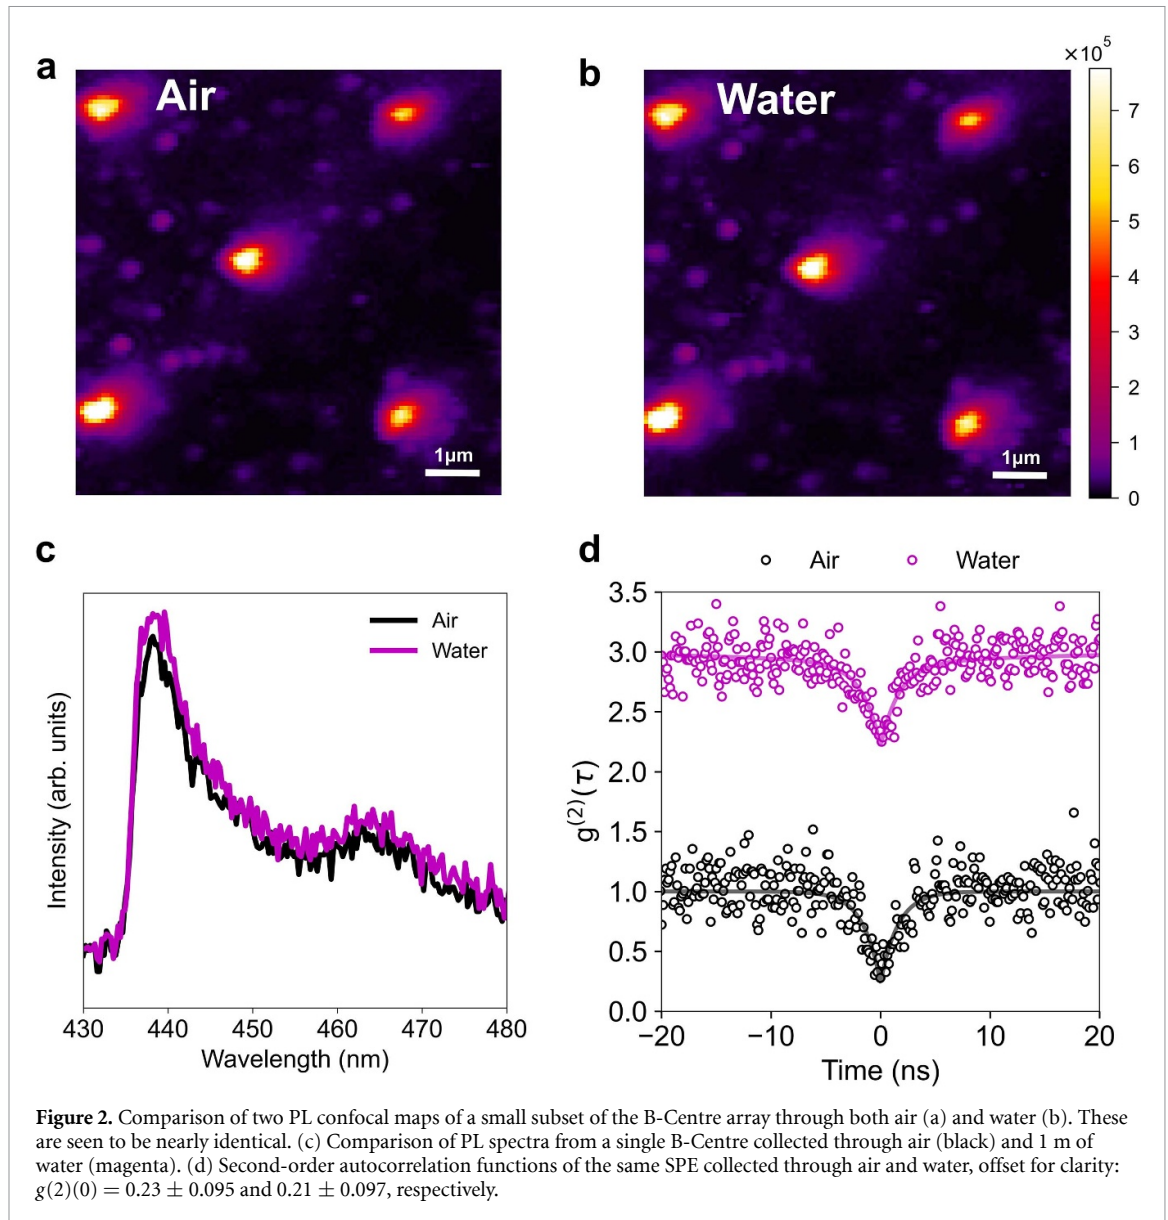 a
Air
1μm
b
Water
1μm
×10⁵
7
6
5
4
3
2
1
0
c
Air
Water
Intensity (arb. units)
430 440 450 460 470 480
Wavelength (nm)
d
Air Water
3.5
3.0
2.5
2.0
1.5
1.0
0.5
0.0
g⁽²⁾(τ)
−20 −10 0 10 20
Time (ns)
Figure 2. Comparison of two PL confocal maps of a small subset of the B-Centre array through both air (a) and water (b). These
are seen to be nearly identical. (c) Comparison of PL spectra from a single B-Centre collected through air (black) and 1 m of
water (magenta). (d) Second-order autocorrelation functions of the same SPE collected through air and water, offset for clarity:
g(2)(0) = 0.23 ± 0.095 and 0.21 ± 0.097, respectively.